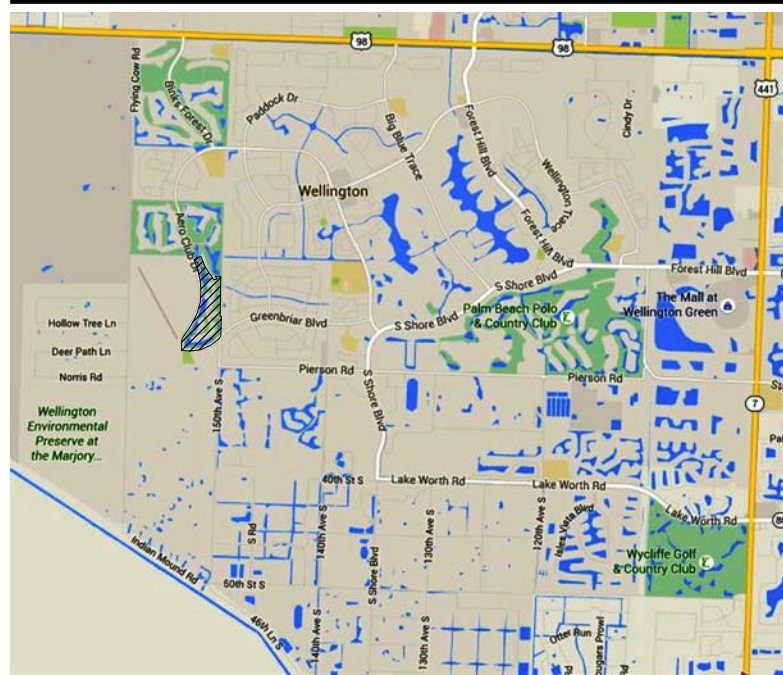 98
98
Flying Cow Rd
Binks Forest Dr
441
Paddock Dr
Big Blue Trace
Forest Hill Blvd
Cindy Dr
Wellington
Wellington Trace
Aero Club Dr
Forest Hill Blvd
Forest Hill Blvd
S Shore Blvd
The Mall at
Wellington Green
Palm Beach Polo
& Country Club
Hollow Tree Ln
Greenbriar Blvd
S Shore Blvd
Deer Path Ln
Norris Rd
Pierson Rd
Pierson Rd
S Shore Blvd
150th Ave S
7
Wellington
Environmental
Preserve at
the Marjory...
40th St S
Lake Worth Rd
Lake Worth Rd
Lake Worth Rd
S Rd
140th Ave S
130th Ave S
120th Ave S
Isles Vista Blvd
Indian Mound Rd
S Shore Blvd
Wycliffe Golf
& Country Club
50th St S
46th Ln S
140th Ave S
130th Ave S
Otter Run